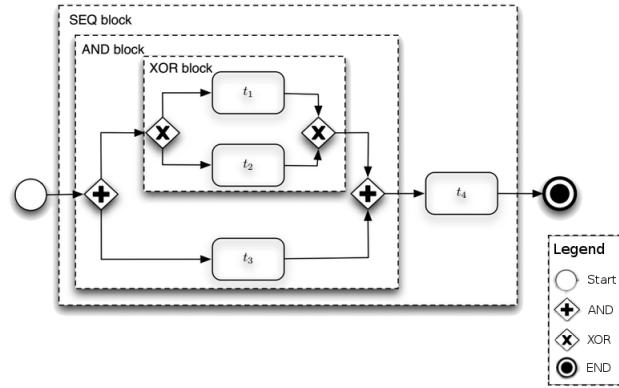 SEQ block
AND block
XOR block
t₁
t₂
t₃
t₄
Legend
Start
AND
XOR
END